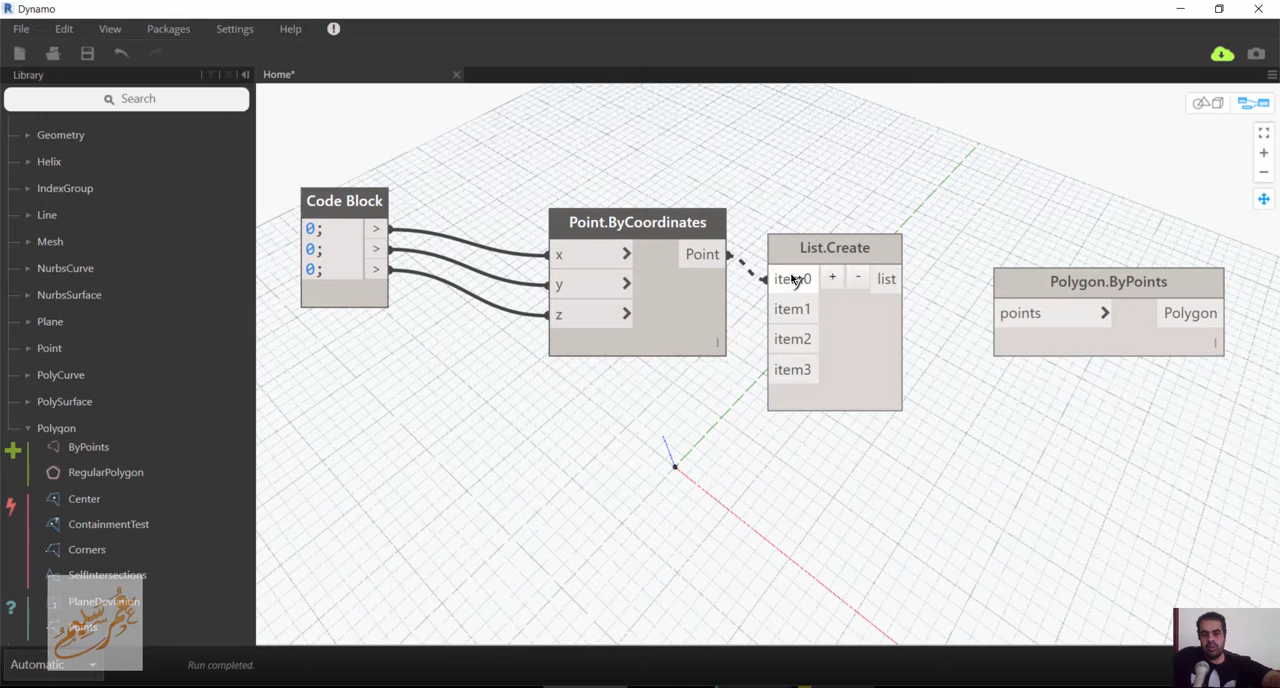 Dynamo
File Edit View Packages Settings Help
Library
Home*
Search
Geometry
Helix
IndexGroup
Line
Mesh
NurbsCurve
NurbsSurface
Plane
Point
PolyCurve
PolySurface
Polygon
ByPoints
RegularPolygon
Center
ContainmentTest
Corners
SelfIntersections
PlaneDeviation
Points
Code Block
0; >
0; >
0; >
Point.ByCoordinates
x > Point
y >
z >
List.Create
item0 + - list
item1
item2
item3
Polygon.ByPoints
points > Polygon
Automatic
Run completed.